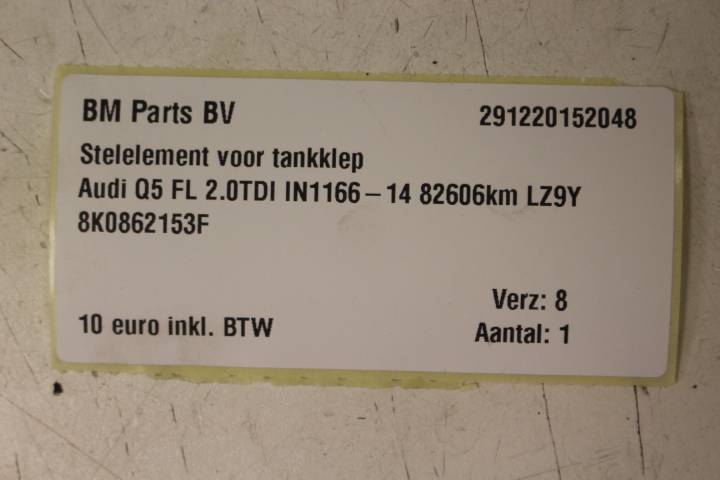 BM Parts BV 291220152048
Stelelement voor tankklep
Audi Q5 FL 2.0TDI IN1166-14 82606km LZ9Y
8K0862153F
Verz: 8
10 euro inkl. BTW Aantal: 1